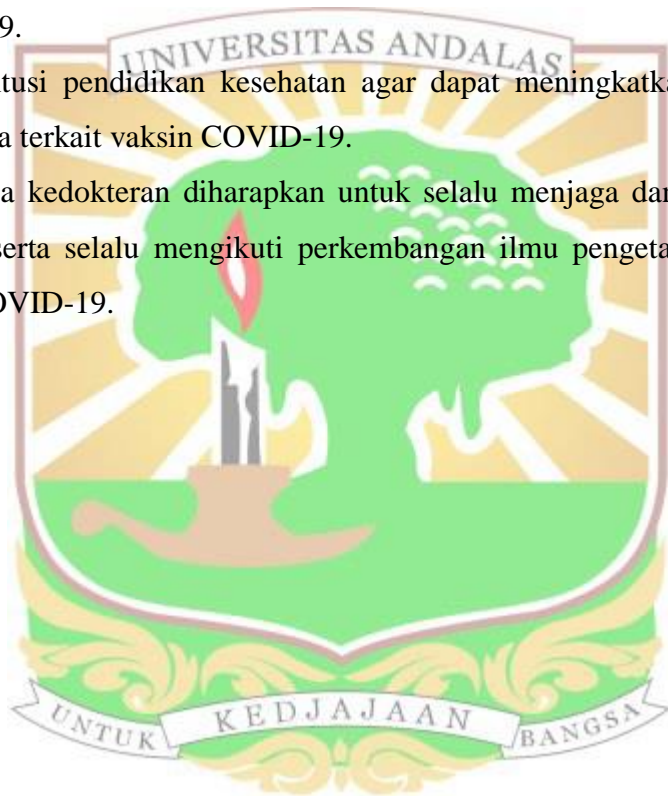 9.
UNIVERSITAS ANDALAS
tusi pendidikan kesehatan agar dapat meningkatka
a terkait vaksin COVID-19.
a kedokteran diharapkan untuk selalu menjaga dan
serta selalu mengikuti perkembangan ilmu pengeta
OVID-19.
UNTUK KEDJAJAAN BANGSA